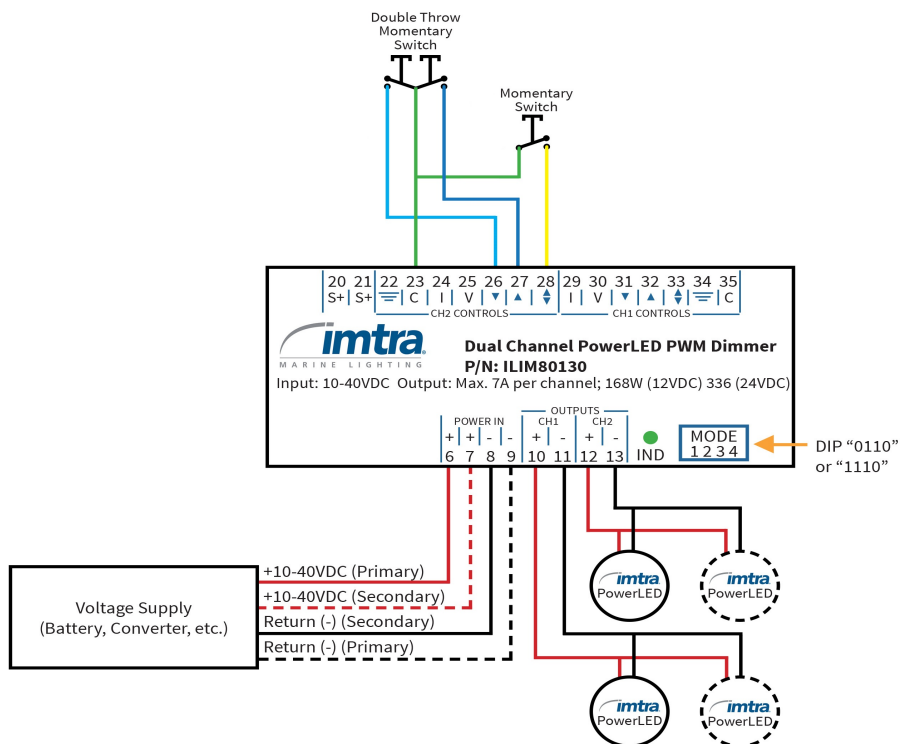 Double Throw
Momentary
Switch
Momentary
Switch
20 21 22 23 24 25 26 27 28 29 30 31 32 33 34 35
S+ S+ C I V I V C
CH2 CONTROLS CH1 CONTROLS
imtra
MARINE LIGHTING
Dual Channel PowerLED PWM Dimmer
P/N: ILIM80130
Input: 10-40VDC Output: Max. 7A per channel; 168W (12VDC) 336 (24VDC)
OUTPUTS
POWER IN CH1 CH2
+ + - - + - + -
6 7 8 9 10 11 12 13
IND
MODE
1 2 3 4
DIP “0110”
or “1110”
Voltage Supply
(Battery, Converter, etc.)
+10-40VDC (Primary)
+10-40VDC (Secondary)
Return (-) (Secondary)
Return (-) (Primary)
imtra
PowerLED
imtra
PowerLED
imtra
PowerLED
imtra
PowerLED